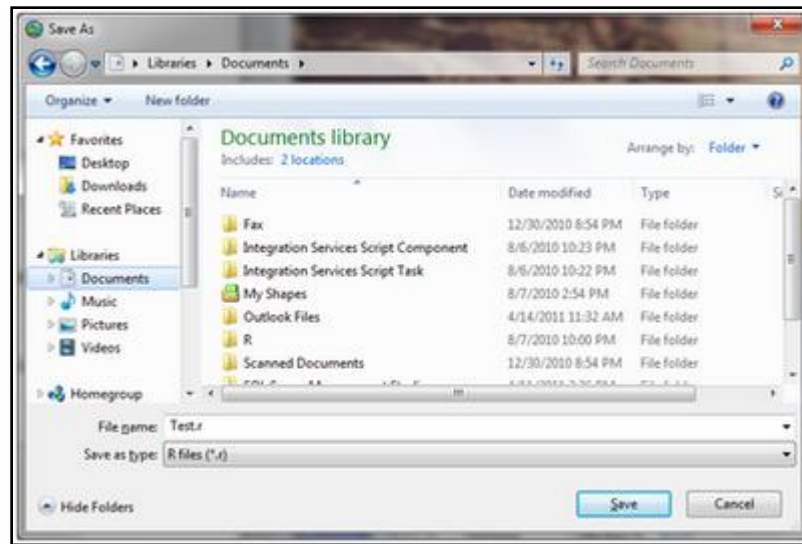 Save As
Libraries Documents
Search Documents
Organize New folder
Favorites
Desktop
Downloads
Recent Places
Libraries
Documents
Music
Pictures
Videos
Homegroup
Documents library
Includes: 2 locations
Arrange by: Folder
Name Date modified Type
Fax 12/30/2010 8:54 PM File folder
Integration Services Script Component 8/6/2010 10:23 PM File folder
Integration Services Script Task 8/6/2010 10:22 PM File folder
My Shapes 8/7/2010 2:54 PM File folder
Outlook Files 4/14/2011 11:32 AM File folder
R 8/7/2010 10:00 PM File folder
Scanned Documents 12/30/2010 8:54 PM File folder
File name: Test.r
Save as type: R files (*.r)
Hide Folders
Save Cancel